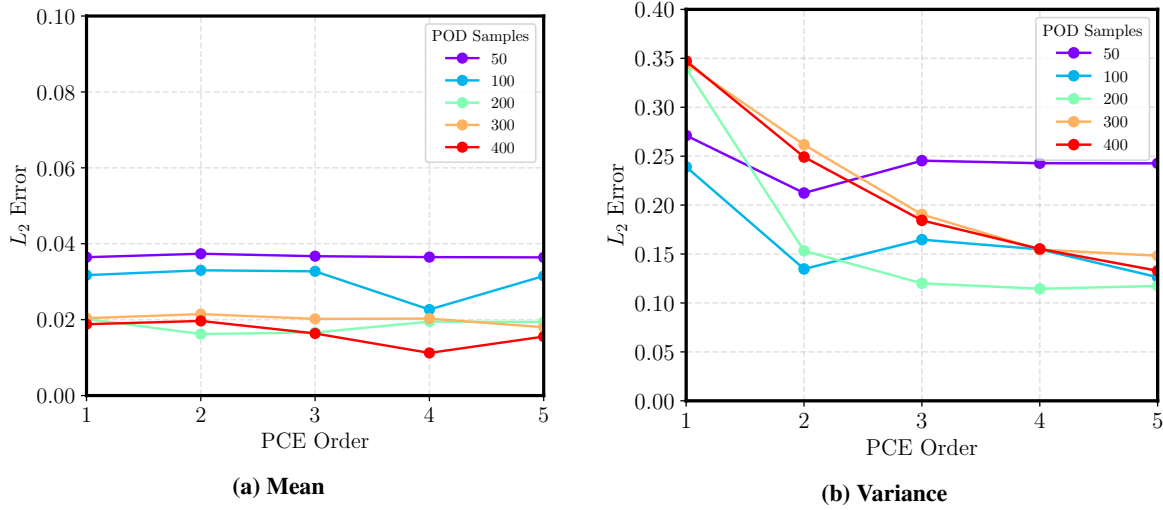 0.10
0.08
0.06
0.04
0.02
0.00
L2 Error
1 2 3 4 5
PCE Order
POD Samples
50
100
200
300
400
(a) Mean
0.40
0.35
0.30
0.25
0.20
0.15
0.10
0.05
0.00
L2 Error
1 2 3 4 5
PCE Order
POD Samples
50
100
200
300
400
(b) Variance